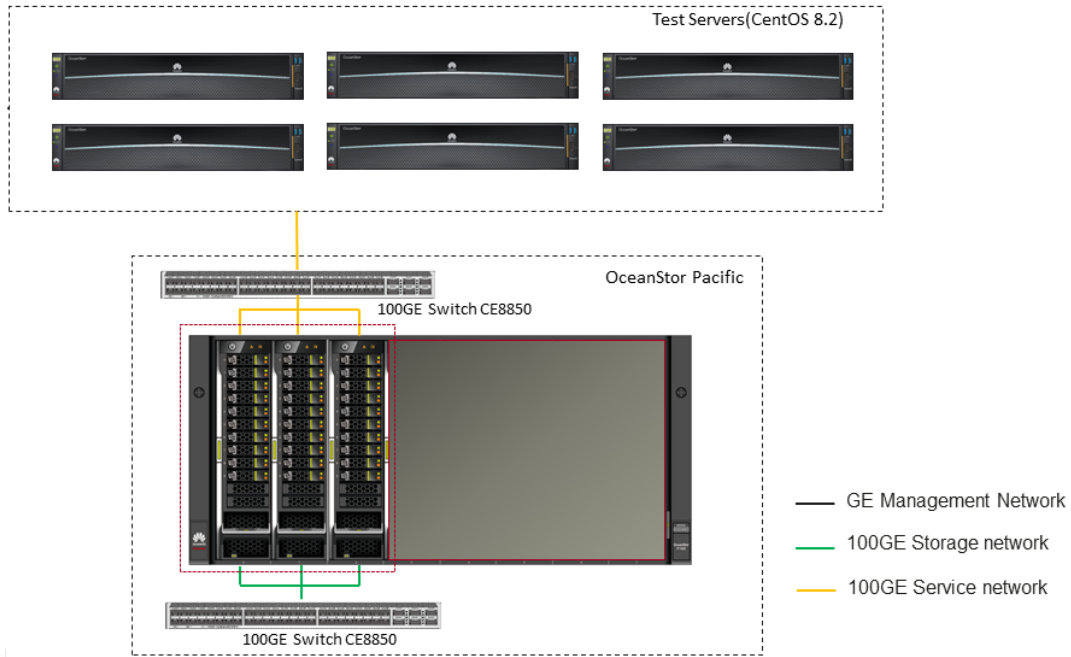 Test Servers(CentOS 8.2)
OceanStor Pacific
100GE Switch CE8850
GE Management Network
100GE Storage network
100GE Service network
100GE Switch CE8850